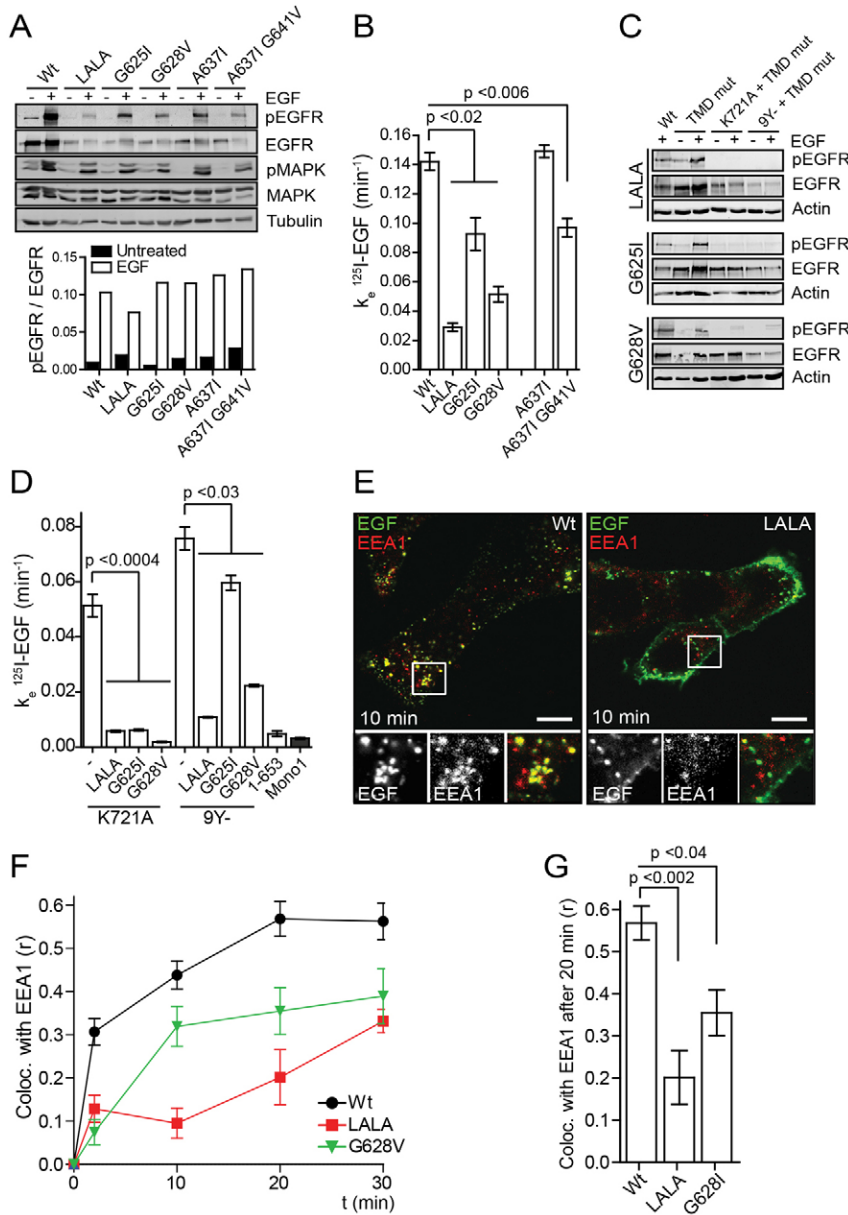 A
Wt LALA G625I G628V A637I A637I G641V
- + - + - + - + - + - + EGF
pEGFR
EGFR
pMAPK
MAPK
Tubulin
Untreated
EGF
pEGFR / EGFR
0.15
0.10
0.05
0.00
Wt LALA G625I G628V A637I A637I G641V
B
p <0.006
p <0.02
ke 125I-EGF (min-1)
0.16
0.14
0.12
0.10
0.08
0.06
0.04
0.02
0.00
Wt LALA G625I G628V A637I A637I G641V
C
Wt TMD mut K721A + TMD mut 9Y- + TMD mut
+ - + - + - + EGF
LALA
pEGFR
EGFR
Actin
G625I
pEGFR
EGFR
Actin
G628V
pEGFR
EGFR
Actin
D
p <0.03
p <0.0004
ke 125I-EGF (min-1)
0.08
0.06
0.04
0.02
0.00
- LALA G625I G628V - LALA G625I G628V 1-653 Mono1
K721A 9Y-
E
EGF Wt
EEA1
10 min
EGF EEA1
EGF LALA
EEA1
10 min
EGF EEA1
F
Coloc. with EEA1 (r)
0.6
0.5
0.4
0.3
0.2
0.1
0.0
Wt
LALA
G628V
0 10 20 30
t (min)
G
p <0.04
p <0.002
Coloc. with EEA1 after 20 min (r)
0.6
0.5
0.4
0.3
0.2
0.1
0.0
Wt LALA G628I